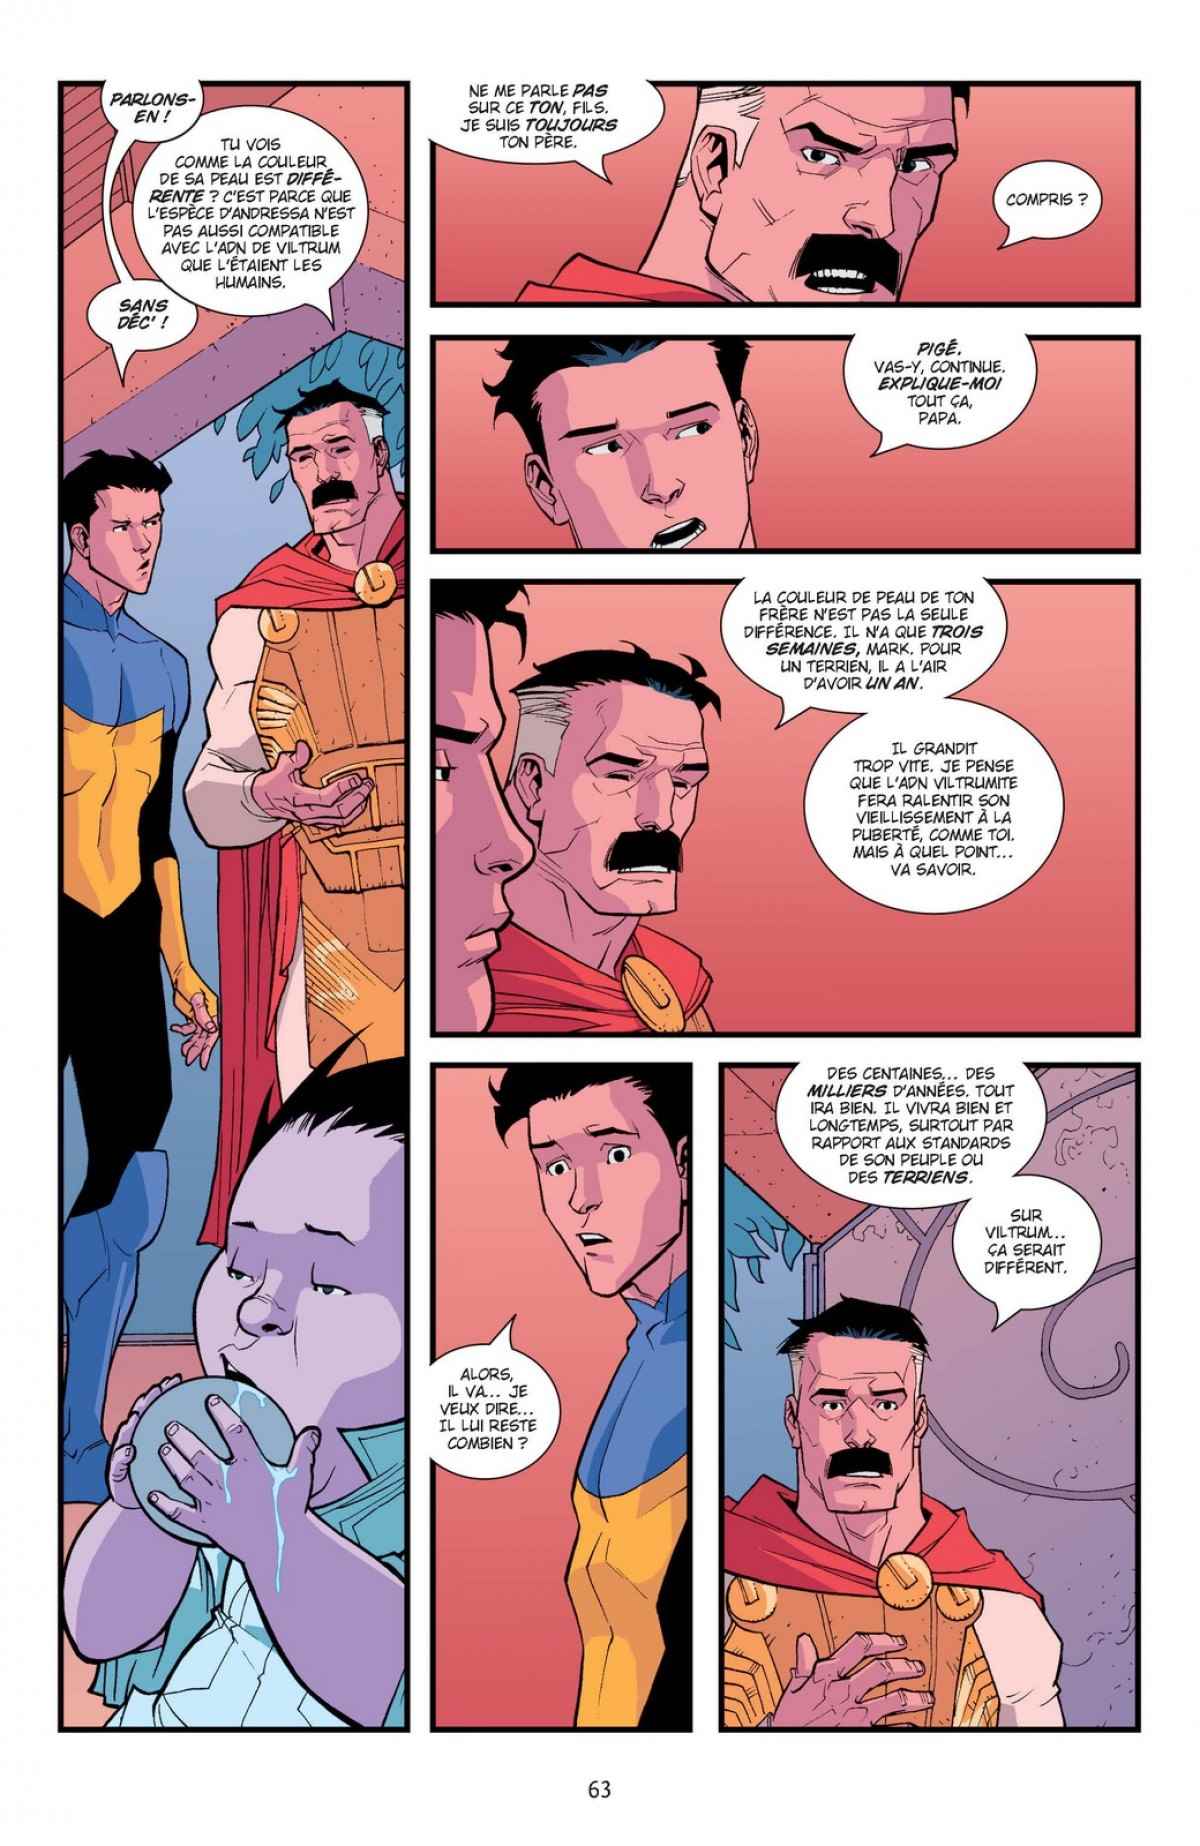 PARLONS-
EN !
TU VOIS
COMME LA COULEUR
DE SA PEAU EST DIFFÉ-
RENTE ? C'EST PARCE QUE
L'ESPÈCE D'ANDRESSA N'EST
PAS AUSSI COMPATIBLE
AVEC L'ADN DE VILTRUM
QUE L'ÉTAIENT LES
HUMAINS.
SANS
DÉC' !
NE ME PARLE PAS
SUR CE TON, FILS.
JE SUIS TOUJOURS
TON PÈRE.
COMPRIS ?
PIGÉ.
VAS-Y, CONTINUE.
EXPLIQUE-MOI
TOUT ÇA,
PAPA.
LA COULEUR DE PEAU DE TON
FRÈRE N'EST PAS LA SEULE
DIFFÉRENCE. IL N'A QUE TROIS
SEMAINES, MARK. POUR
UN TERRIEN, IL A L'AIR
D'AVOIR UN AN.
IL GRANDIT
TROP VITE. JE PENSE
QUE L'ADN VILTRUMITE
FERA RALENTIR SON
VIEILLISSEMENT À LA
PUBERTÉ, COMME TOI.
MAIS À QUEL POINT...
VA SAVOIR.
ALORS,
IL VA... JE
VEUX DIRE...
IL LUI RESTE
COMBIEN ?
DES CENTAINES... DES
MILLIERS D'ANNÉES. TOUT
IRA BIEN. IL VIVRA BIEN ET
LONGTEMPS, SURTOUT PAR
RAPPORT AUX STANDARDS
DE SON PEUPLE OU
DES TERRIENS.
SUR
VILTRUM...
ÇA SERAIT
DIFFÉRENT.
63